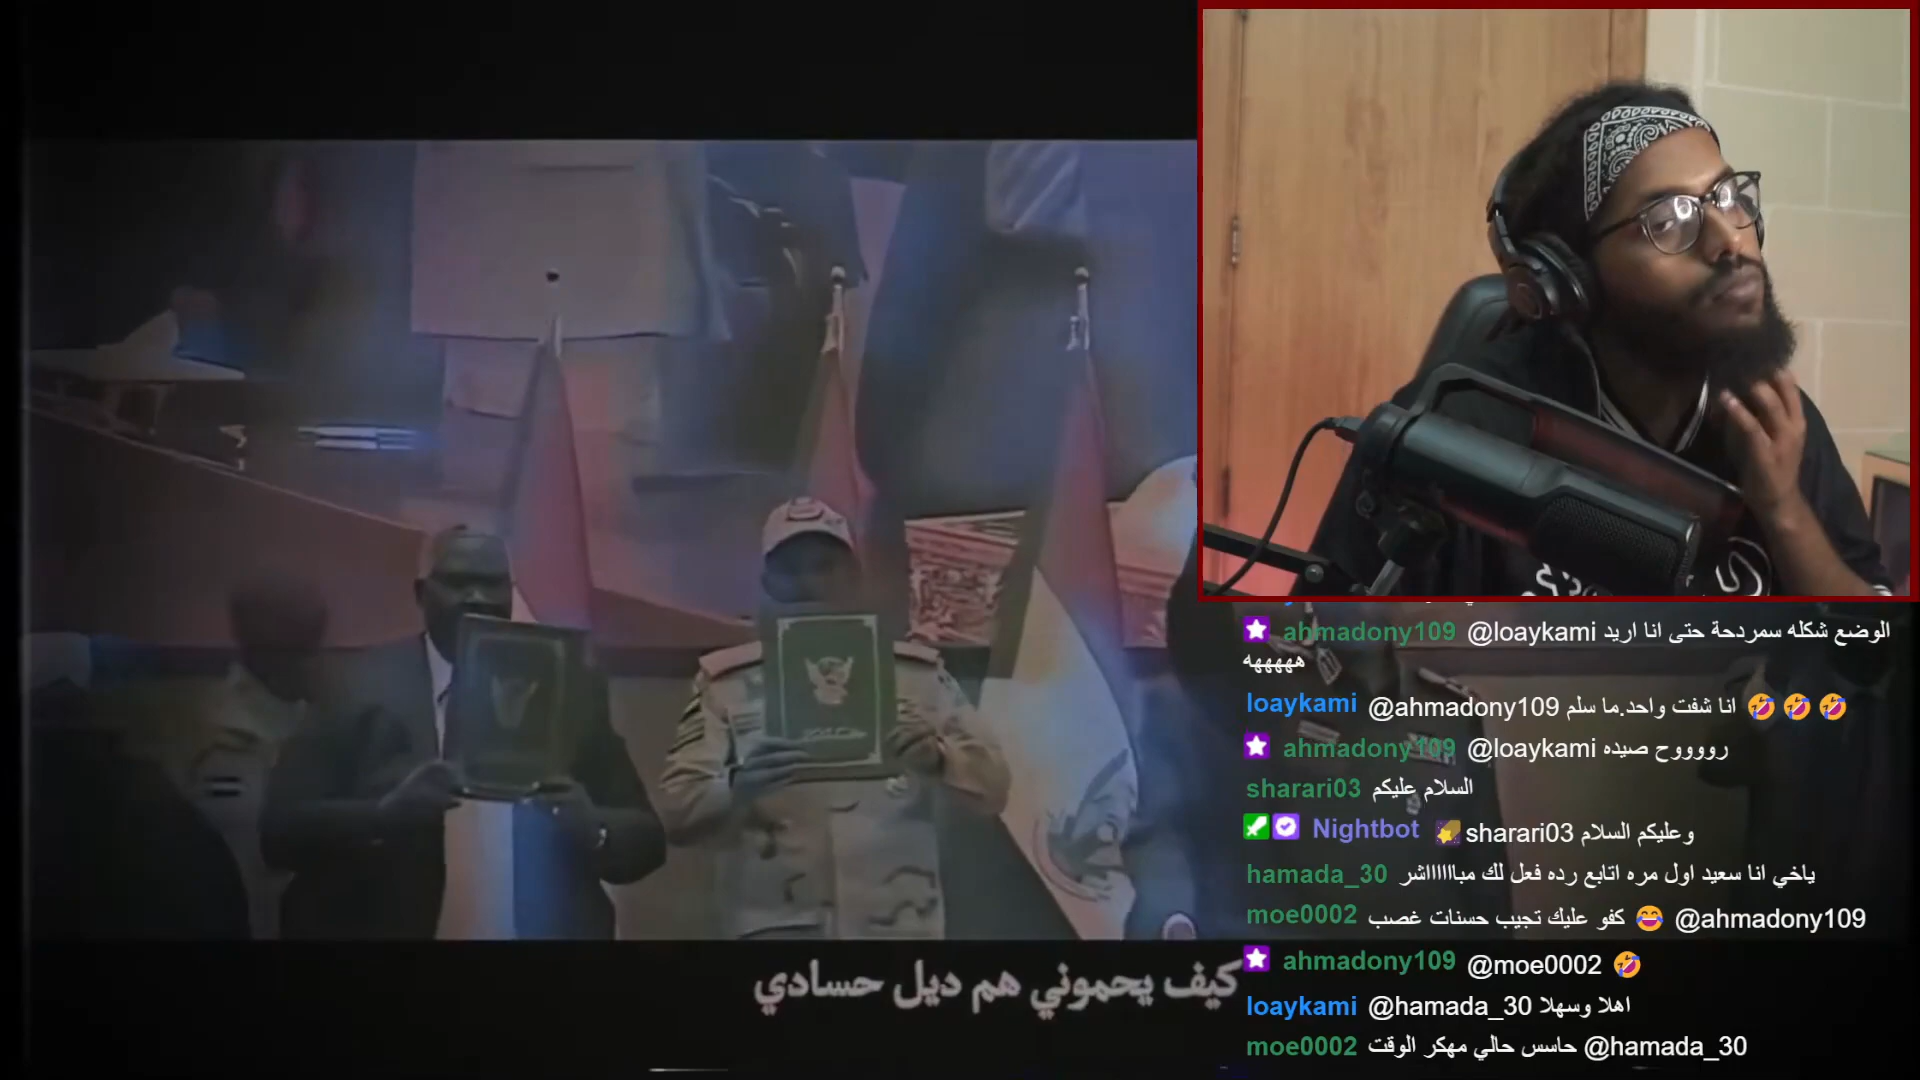 كيف يحموني هم ديل حسادي
ahmadony109 @loaykami الوضع شكله سمردحة حتى انا اريد
هههههه
loaykami @ahmadony109 انا شفت واحد.ما سلم 🤣🤣🤣
ahmadony109 @loaykami رووووح صيده
sharari03 السلام عليكم
Nightbot sharari03 وعليكم السلام
hamada_30 ياخي انا سعيد اول مره اتابع رده فعل لك مباااااشر
moe0002 كفو عليك تجيب حسنات غصب 😂 @ahmadony109
ahmadony109 @moe0002 🤣
loaykami @hamada_30 اهلا وسهلا
moe0002 حاسس حالي مهكر الوقت @hamada_30